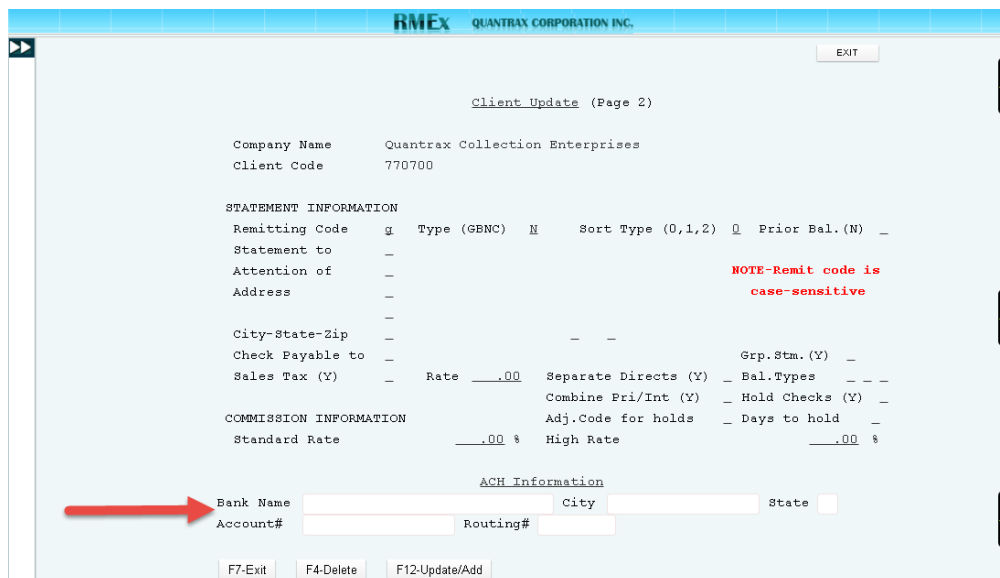 RMEx QUANTRAX CORPORATION INC.
EXIT
Client Update (Page 2)
Company Name Quantrax Collection Enterprises
Client Code 770700
STATEMENT INFORMATION
Remitting Code g Type (GBNC) N Sort Type (0,1,2) 0 Prior Bal.(N) _
Statement to _
Attention of _ NOTE-Remit code is
Address _ case-sensitive
_
City-State-Zip _ _ _
Check Payable to _ Grp.Stm.(Y) _
Sales Tax (Y) _ Rate ___.00 Separate Directs (Y) _ Bal.Types _ _ _
Combine Pri/Int (Y) _ Hold Checks (Y) _
COMMISSION INFORMATION Adj.Code for holds _ Days to hold _
Standard Rate ___.00 % High Rate ___.00 %
ACH Information
Bank Name City State
Account# Routing#
F7-Exit F4-Delete F12-Update/Add